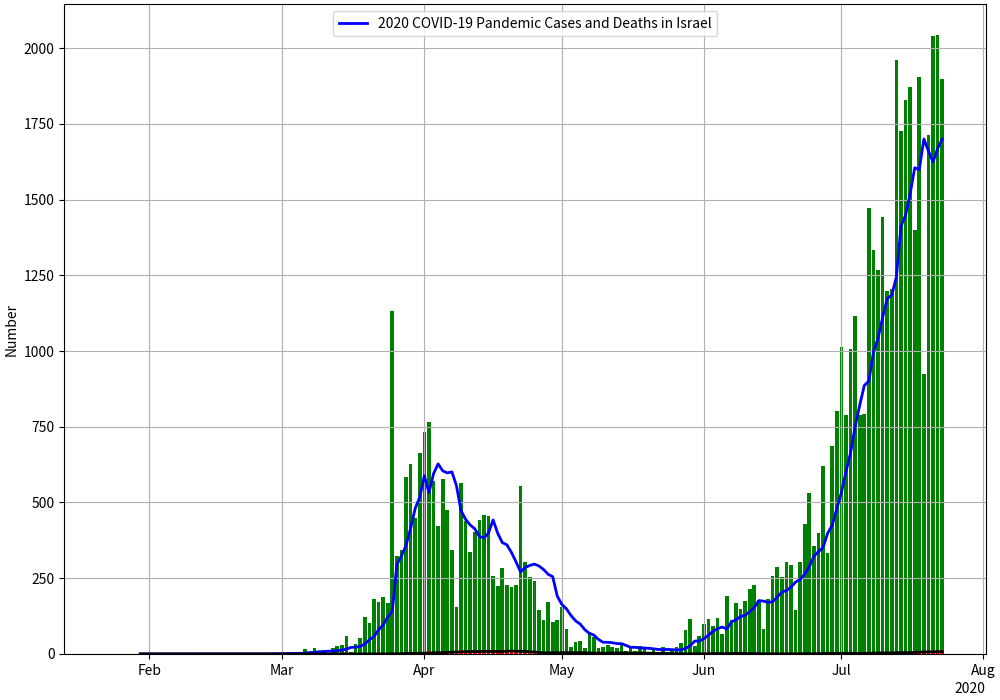 2020 COVID-19 Pandemic Cases and Deaths in Israel
2000
1750
1500
1250
1000
750
500
250
0
Number
Feb
Mar
Apr
May
Jun
Jul
Aug
2020